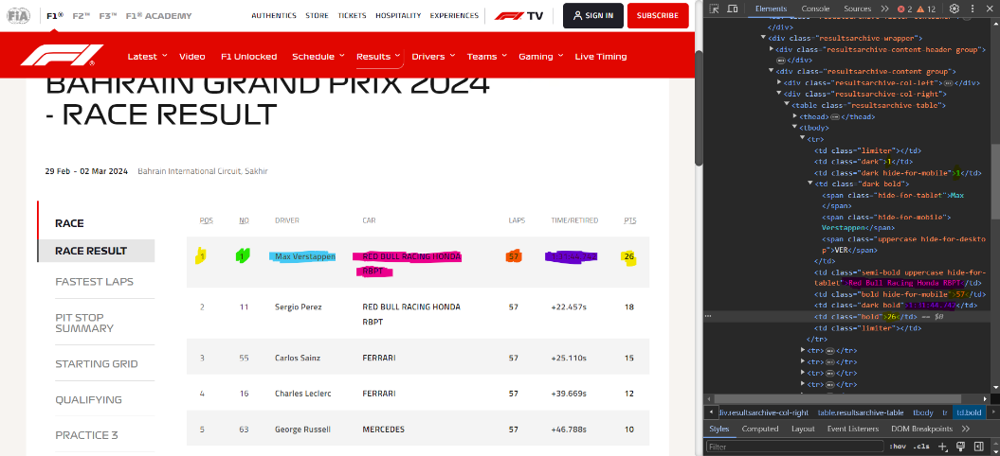 FIA F1® F2™ F3™ F1® ACADEMY AUTHENTICS STORE TICKETS HOSPITALITY EXPERIENCES F1 TV SIGN IN SUBSCRIBE
F1® Latest Video F1 Unlocked Schedule Results Drivers Teams Gaming Live Timing
BAHRAIN GRAND PRIX 2024
- RACE RESULT
29 Feb - 02 Mar 2024 Bahrain International Circuit, Sakhir
RACE
RACE RESULT
FASTEST LAPS
PIT STOP
SUMMARY
STARTING GRID
QUALIFYING
PRACTICE 3
POS NO DRIVER CAR LAPS TIME/RETIRED PTS
1 1 Max Verstappen RED BULL RACING HONDA 57 26
RBPT
2 11 Sergio Perez RED BULL RACING HONDA 57 +22.457s 18
RBPT
3 55 Carlos Sainz FERRARI 57 +25.110s 15
4 16 Charles Leclerc FERRARI 57 +39.669s 12
5 63 George Russell MERCEDES 57 +46.788s 10
Elements Console Sources » 2 12
</div>
<div class="resultsarchive-wrapper">
<div class="resultsarchive-content-header group">
</div>
<div class="resultsarchive-content group">
<div class="resultsarchive-col-left"> </div>
<div class="resultsarchive-col-right">
<table class="resultsarchive-table">
<thead> </thead>
<tbody>
<tr>
<td class="limiter"></td>
<td class="dark">1</td>
<td class="dark hide-for-mobile">1</td>
<td class="dark bold">
<span class="hide-for-tablet">Max
</span>
<span class="hide-for-mobile">
Verstappen</span>
<span class="uppercase hide-for-deskto
p">VER</span>
</td>
<td class="semi-bold uppercase hide-for-
tablet">Red Bull Racing Honda RBPT</td>
<td class="bold hide-for-mobile">57</td>
<td class="dark bold"> </td>
<td class="bold">26</td> == $0
<td class="limiter"></td>
</tr>
<tr> </tr>
<tr> </tr>
<tr> </tr>
<tr> </tr>
div.resultsarchive-col-right table.resultsarchive-table tbody tr td.bold
Styles Computed Layout Event Listeners DOM Breakpoints »
Filter :hov .cls